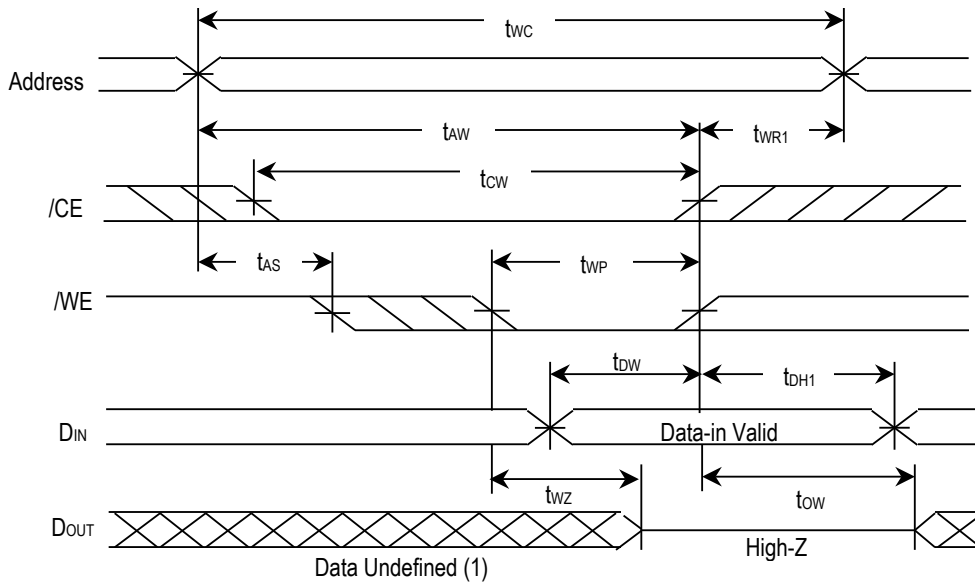 tWC
Address
tAW
tWR1
tCW
/CE
tAS
tWP
/WE
tDW
tDH1
DIN
Data-in Valid
tWZ
tOW
DOUT
High-Z
Data Undefined (1)